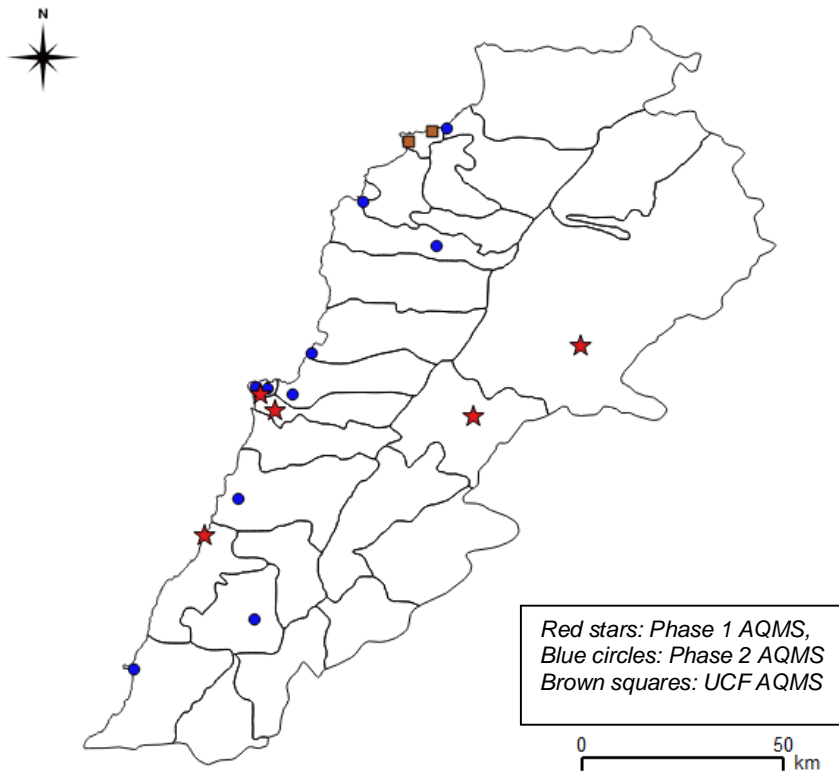 N
Red stars: Phase 1 AQMS,
Blue circles: Phase 2 AQMS
Brown squares: UCF AQMS
0 50
km